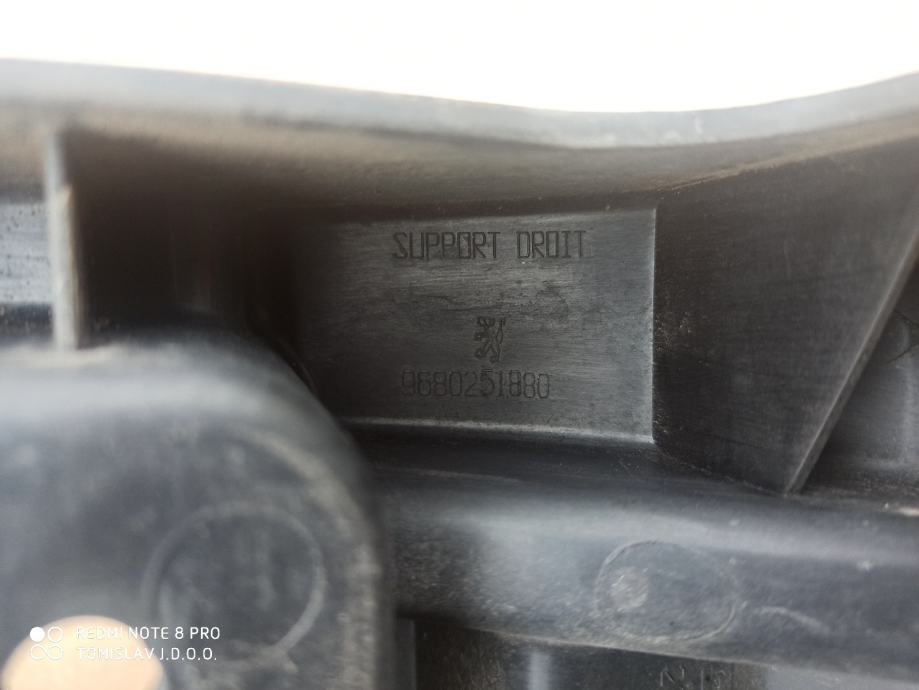 SUPPORT DROIT
9680251880
REDMI NOTE 8 PRO
TOMISLAV J.D.O.O.